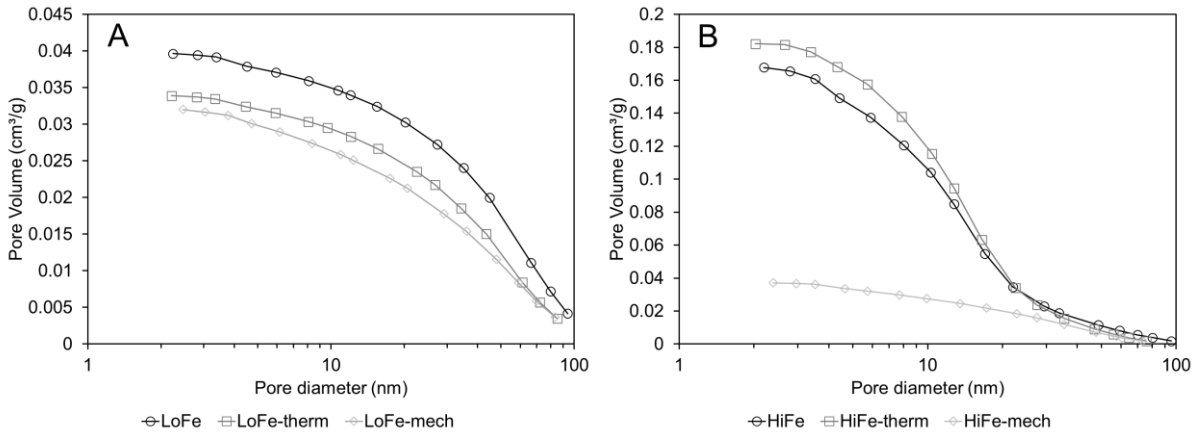 A
Pore Volume (cm³/g)
0.045
0.04
0.035
0.03
0.025
0.02
0.015
0.01
0.005
0
1
10
100
Pore diameter (nm)
LoFe
LoFe-therm
LoFe-mech
B
Pore Volume (cm³/g)
0.2
0.18
0.16
0.14
0.12
0.1
0.08
0.06
0.04
0.02
0
1
10
100
Pore diameter (nm)
HiFe
HiFe-therm
HiFe-mech